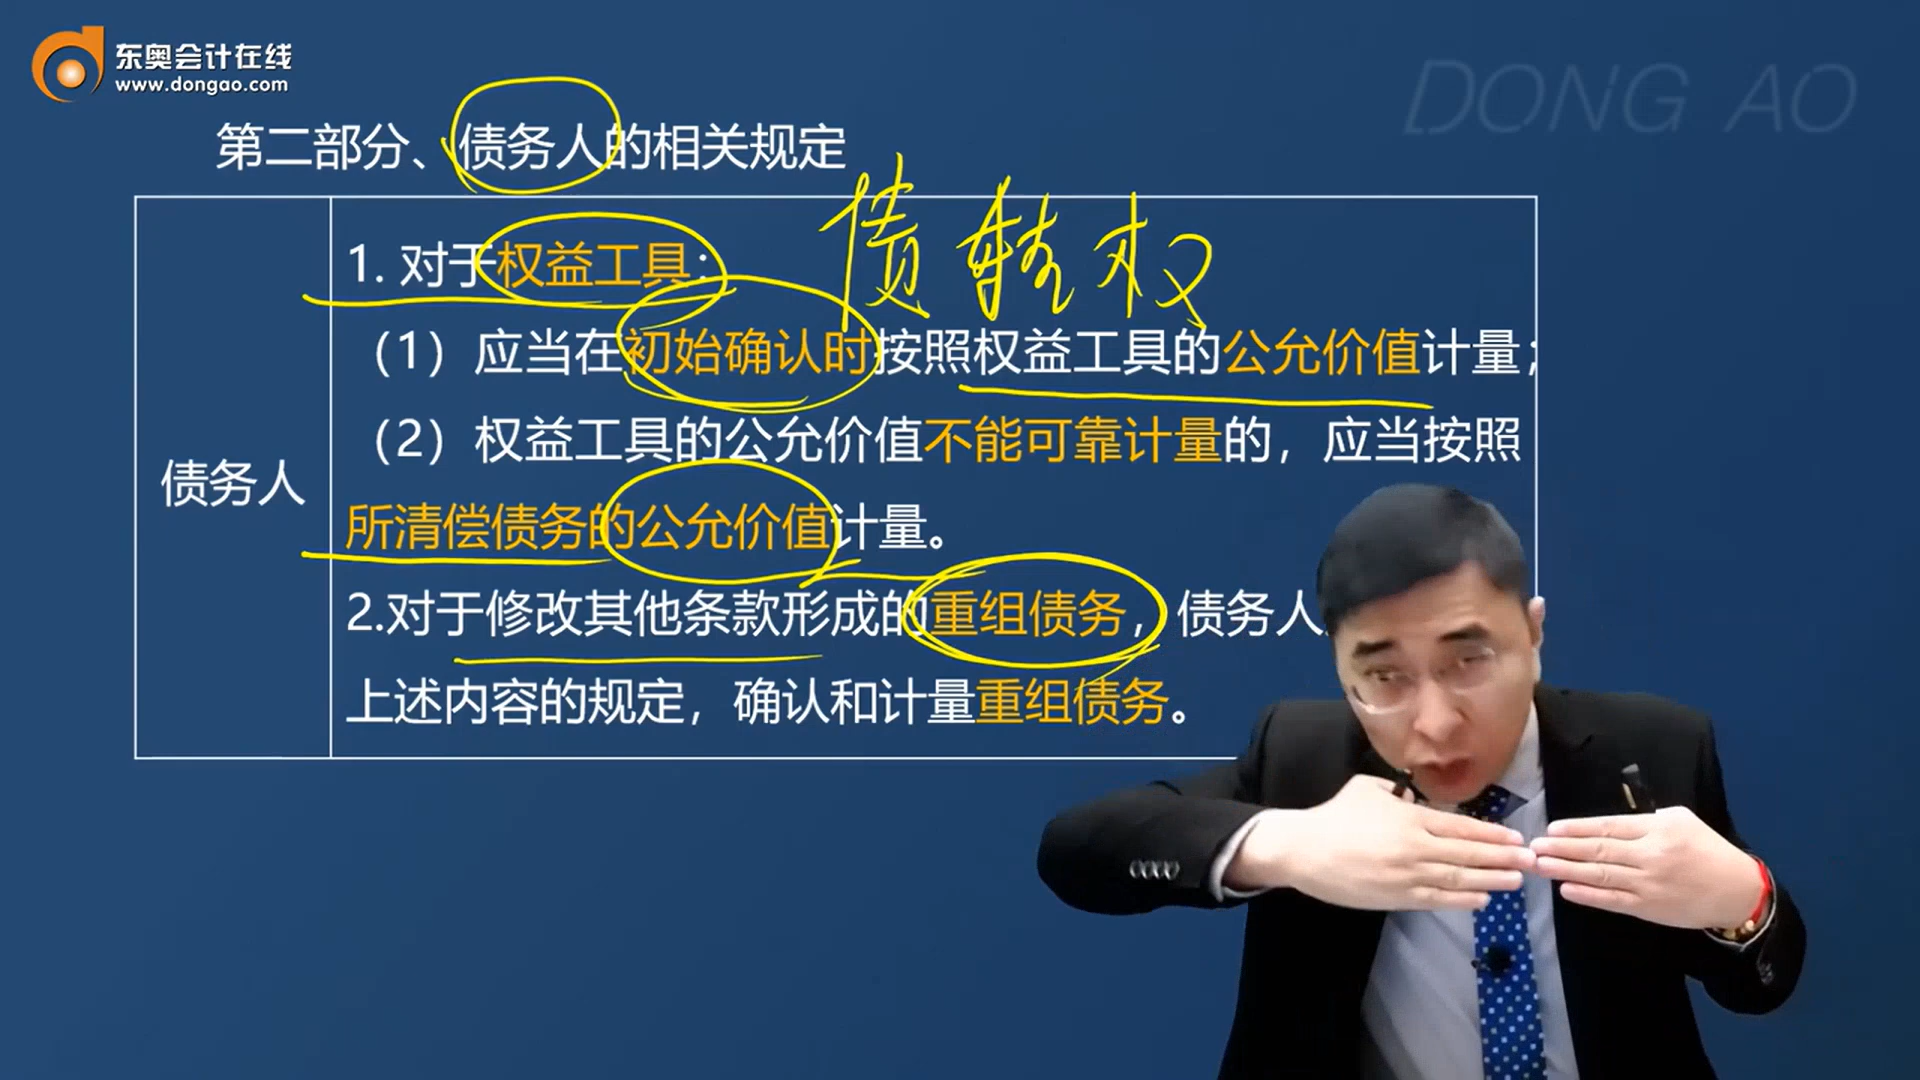 东奥会计在线
www.dongao.com
DONG AO
第二部分、债务人的相关规定
债转权
债务人
1. 对于权益工具：
（1）应当在初始确认时按照权益工具的公允价值计量；
（2）权益工具的公允价值不能可靠计量的，应当按照
所清偿债务的公允价值计量。
2.对于修改其他条款形成的重组债务，债务人
上述内容的规定，确认和计量重组债务。